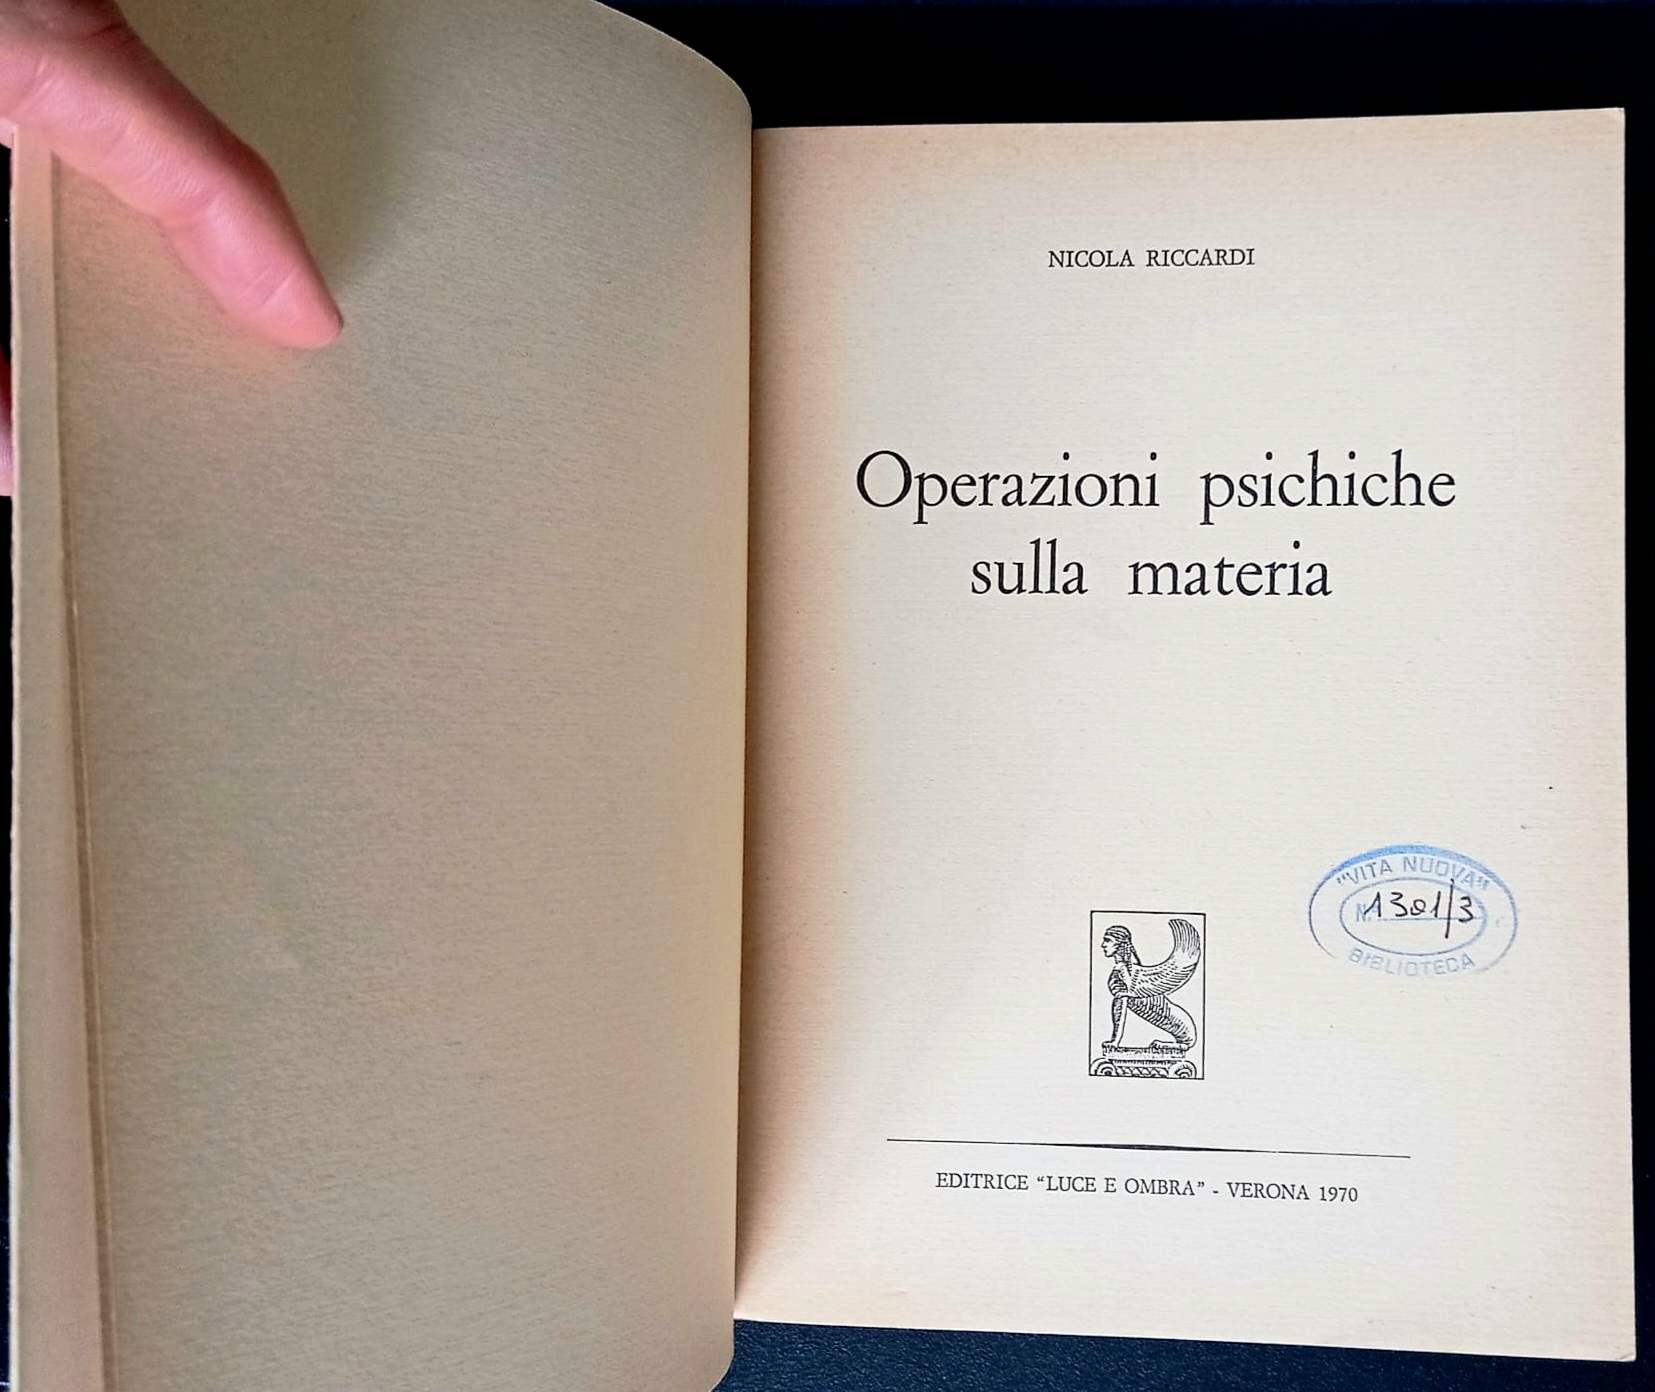 NICOLA RICCARDI
Operazioni psichiche
sulla materia
"VITA NUOVA"
N. 1301/3
BIBLIOTECA
EDITRICE “LUCE E OMBRA” - VERONA 1970